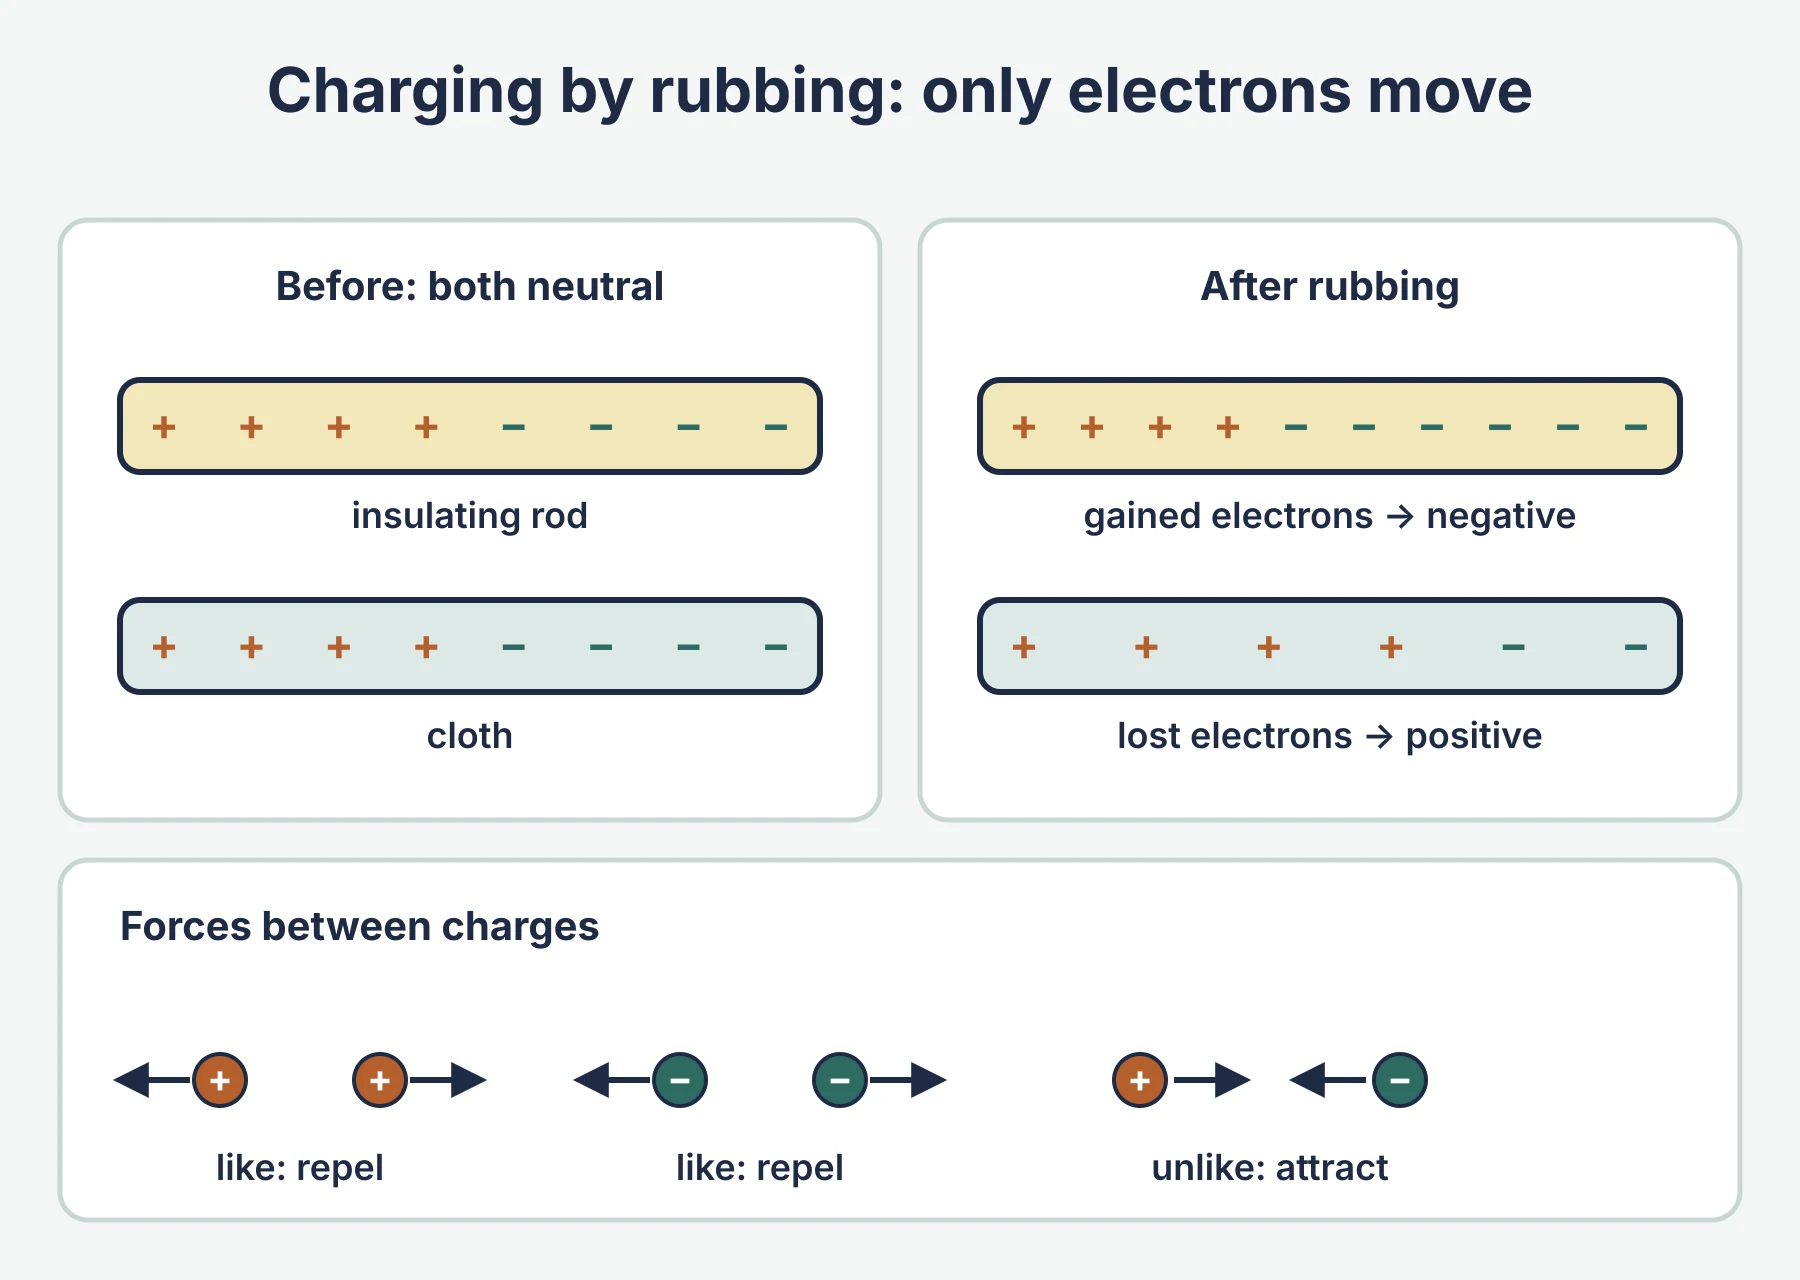 Charging by rubbing: only electrons move
Before: both neutral
+ + + + − − − −
insulating rod
+ + + + − − − −
cloth
After rubbing
+ + + + − − − − − −
gained electrons → negative
+ + + + − −
lost electrons → positive
Forces between charges
+ + − − + −
like: repel like: repel unlike: attract